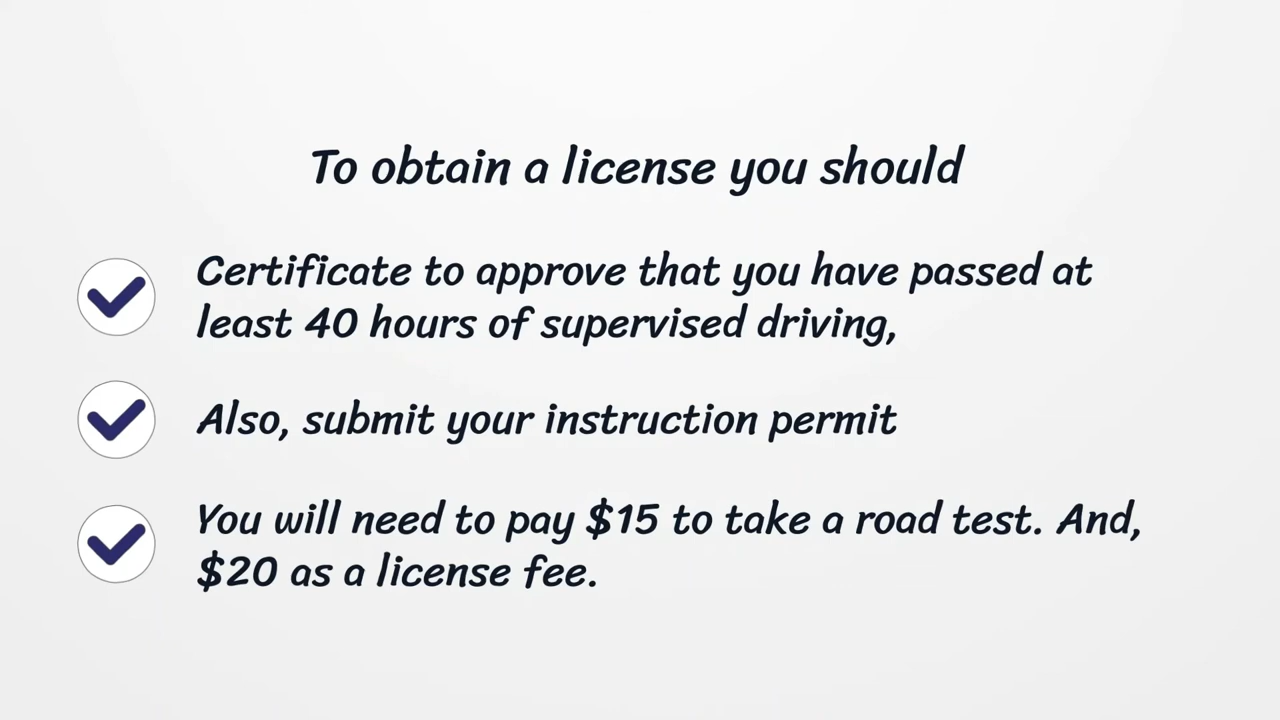 To obtain a license you should
Certificate to approve that you have passed at
least 40 hours of supervised driving,
Also, submit your instruction permit
You will need to pay $15 to take a road test. And,
$20 as a license fee.